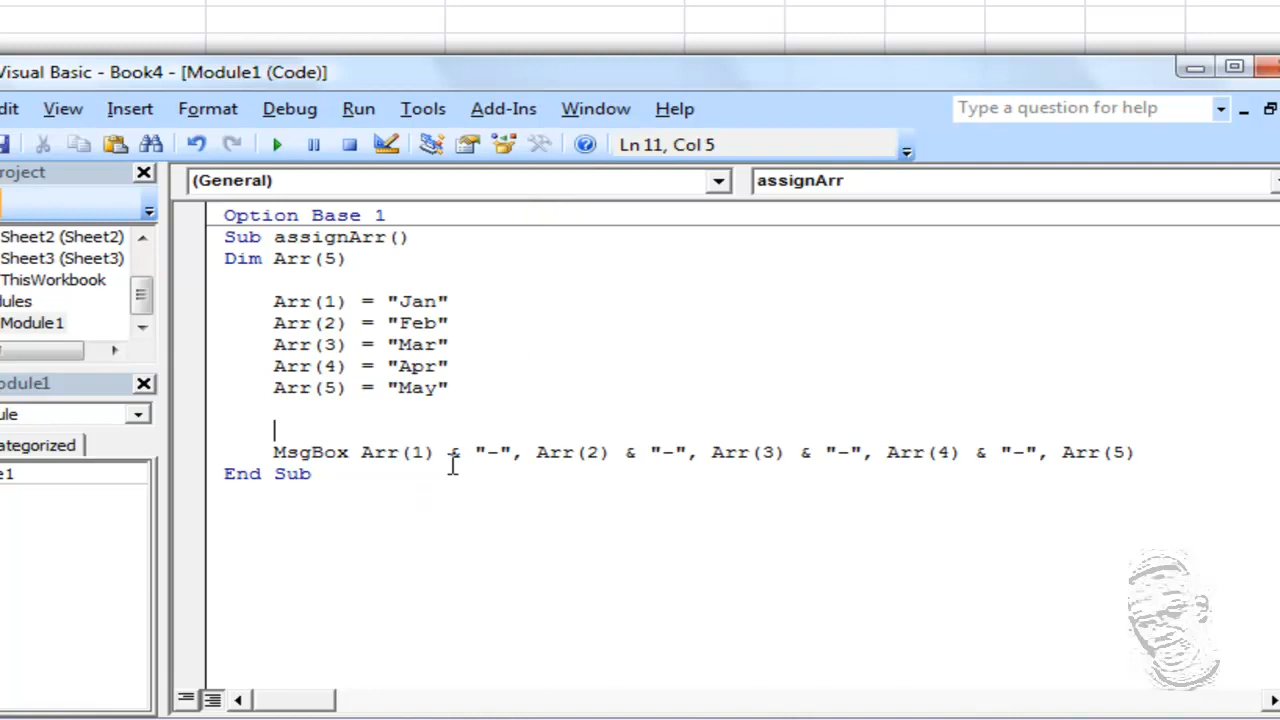 Visual Basic - Book4 - [Module1 (Code)]
dit View Insert Format Debug Run Tools Add-Ins Window Help Type a question for help
Ln 11, Col 5
roject
(General) assignArr
Sheet2 (Sheet2)
Sheet3 (Sheet3)
ThisWorkbook
dules
Module1
odule1
ule
ategorized
e1
Option Base 1
Sub assignArr()
Dim Arr(5)
Arr(1) = "Jan"
Arr(2) = "Feb"
Arr(3) = "Mar"
Arr(4) = "Apr"
Arr(5) = "May"
MsgBox Arr(1) & "-", Arr(2) & "-", Arr(3) & "-", Arr(4) & "-", Arr(5)
End Sub